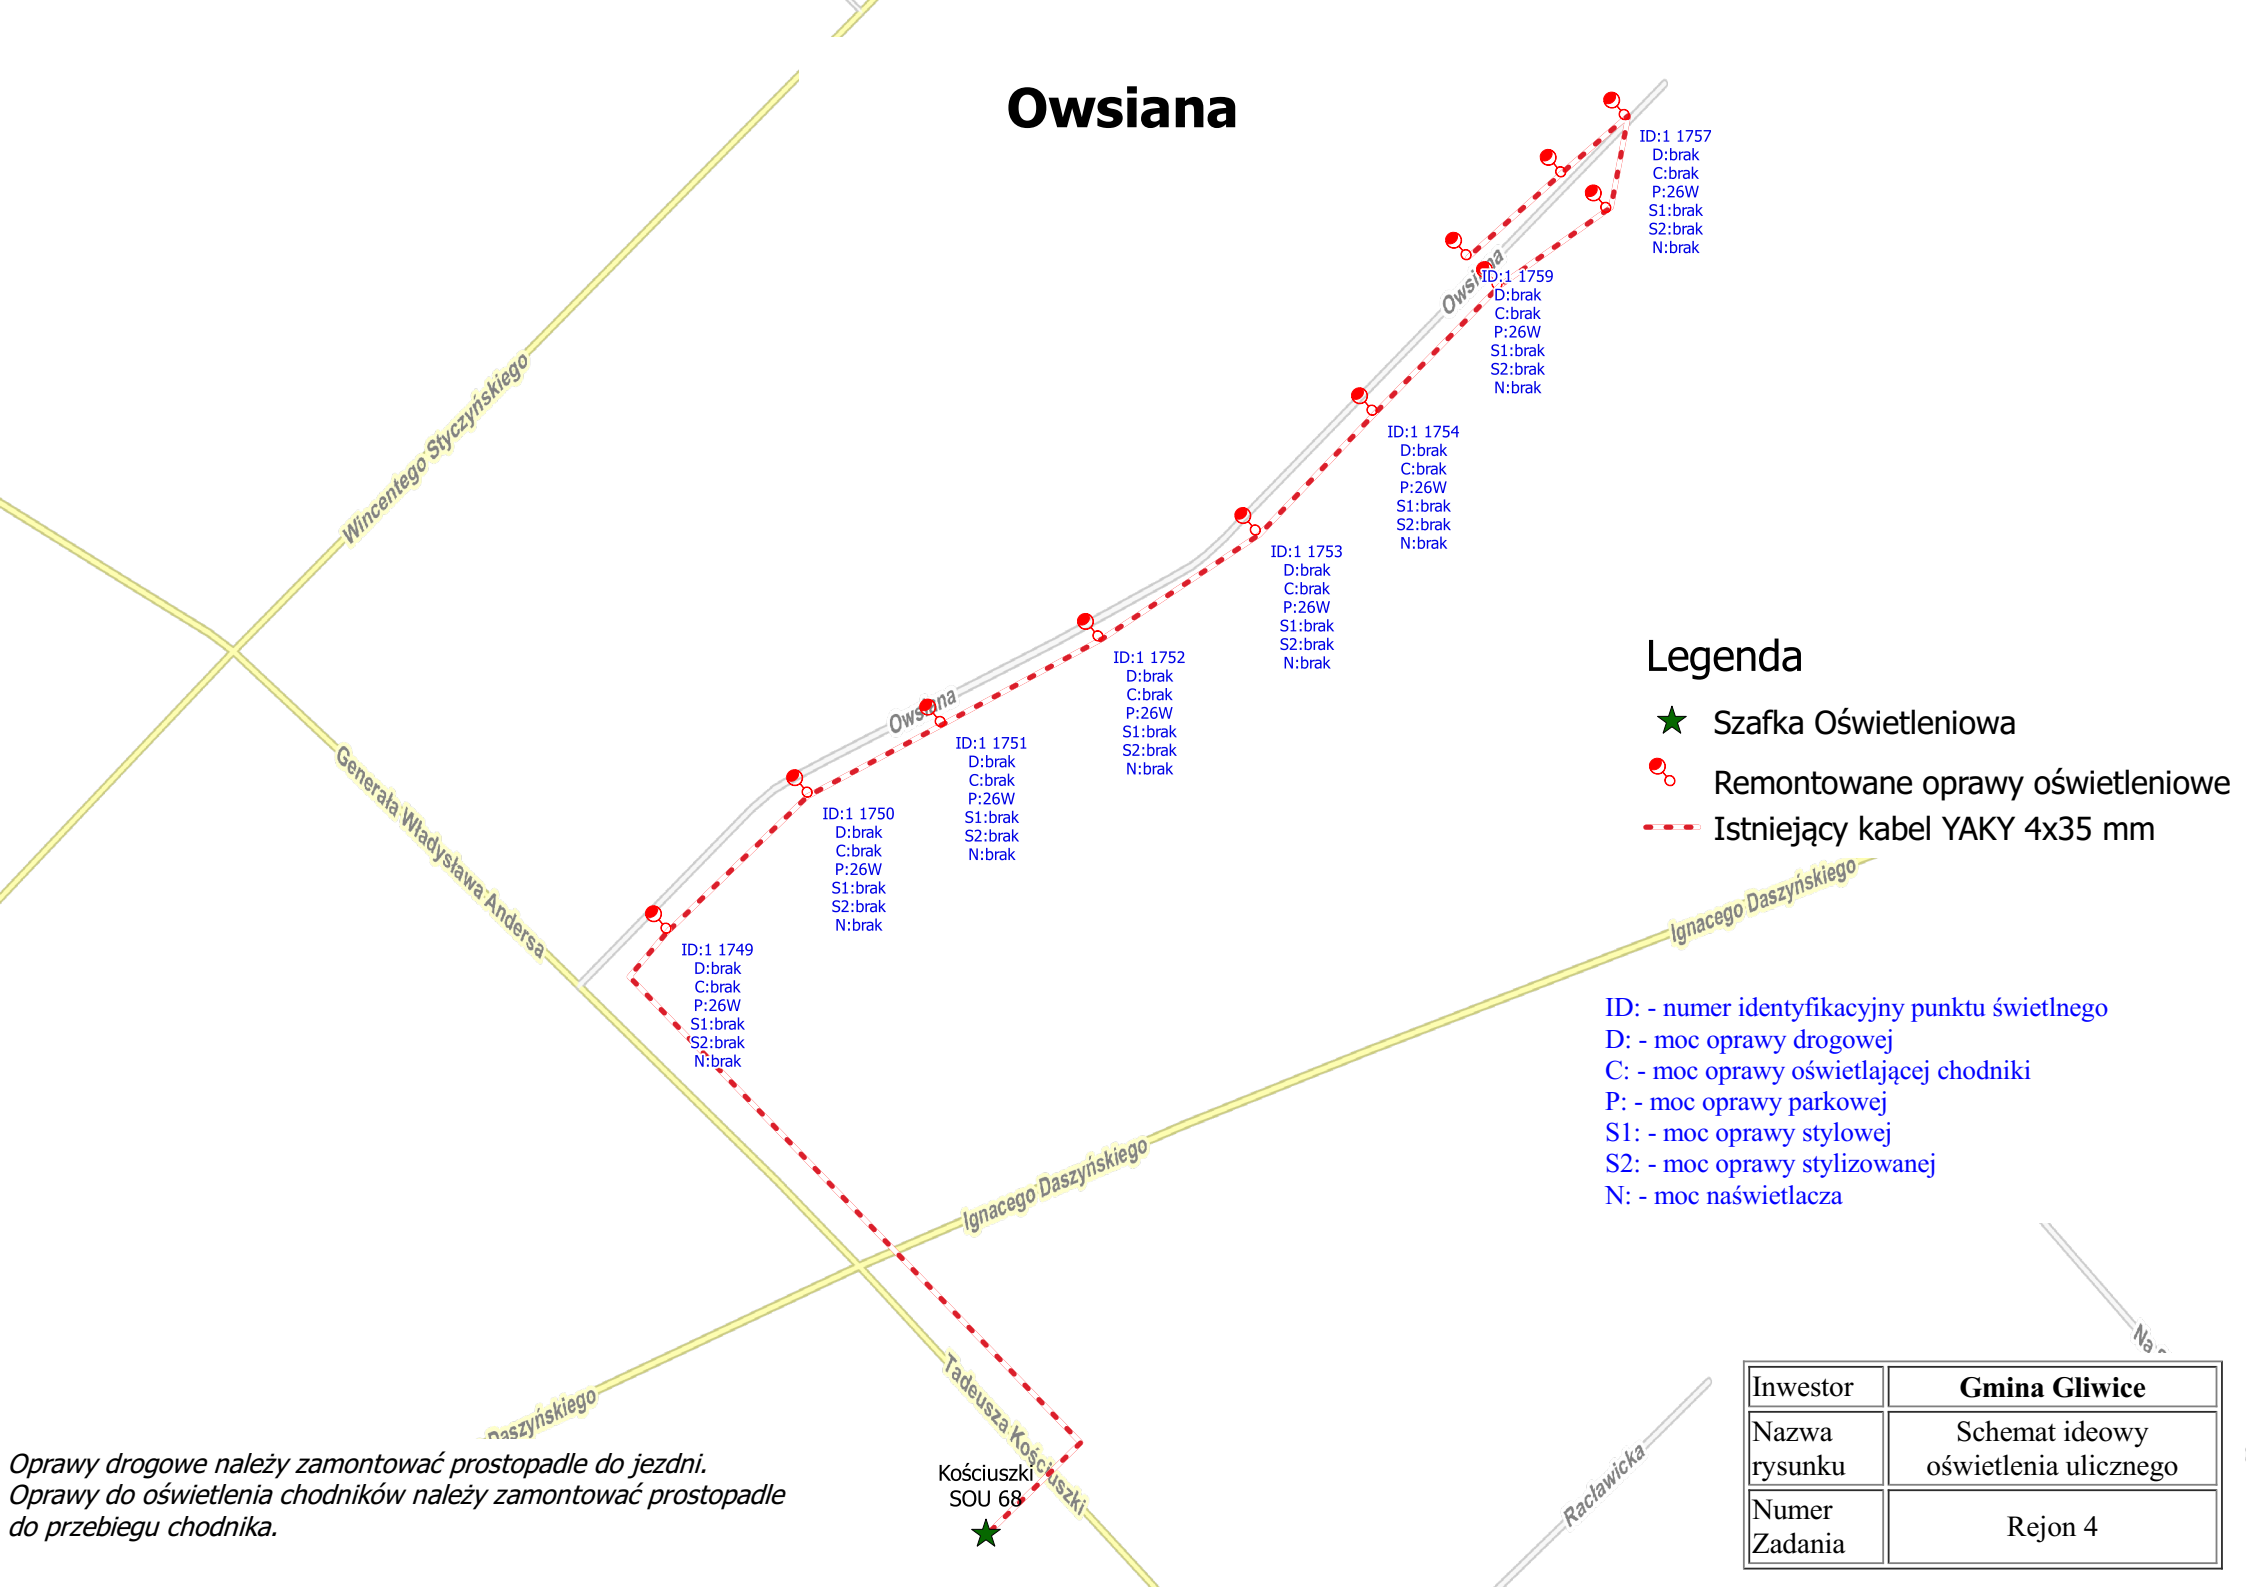 Owsiana
ID:1 1757
D:brak
C:brak
P:26W
S1:brak
S2:brak
N:brak
Owsiana
ID:1 1759
D:brak
C:brak
P:26W
S1:brak
S2:brak
N:brak
Wincentego Styczyńskiego
ID:1 1754
D:brak
C:brak
P:26W
S1:brak
S2:brak
N:brak
ID:1 1753
D:brak
C:brak
P:26W
S1:brak
S2:brak
N:brak
ID:1 1752
D:brak
C:brak
P:26W
S1:brak
S2:brak
N:brak
Owsiana
ID:1 1751
D:brak
C:brak
P:26W
S1:brak
S2:brak
N:brak
ID:1 1750
D:brak
C:brak
P:26W
S1:brak
S2:brak
N:brak
Generała Władysława Andersa
ID:1 1749
D:brak
C:brak
P:26W
S1:brak
S2:brak
N:brak
Legenda
Szafka Oświetleniowa
Remontowane oprawy oświetleniowe
Istniejący kabel YAKY 4x35 mm
Ignacego Daszyńskiego
ID: - numer identyfikacyjny punktu świetlnego
D: - moc oprawy drogowej
C: - moc oprawy oświetlającej chodniki
P: - moc oprawy parkowej
S1: - moc oprawy stylowej
S2: - moc oprawy stylizowanej
N: - moc naświetlacza
Ignacego Daszyńskiego
Daszyńskiego
Tadeusza Kościuszki
Kościuszki
SOU 68
Racławicka
Oprawy drogowe należy zamontować prostopadle do jezdni.
Oprawy do oświetlenia chodników należy zamontować prostopadle
do przebiegu chodnika.
Inwestor
Gmina Gliwice
Nazwa
rysunku
Schemat ideowy
oświetlenia ulicznego
Numer
Zadania
Rejon 4